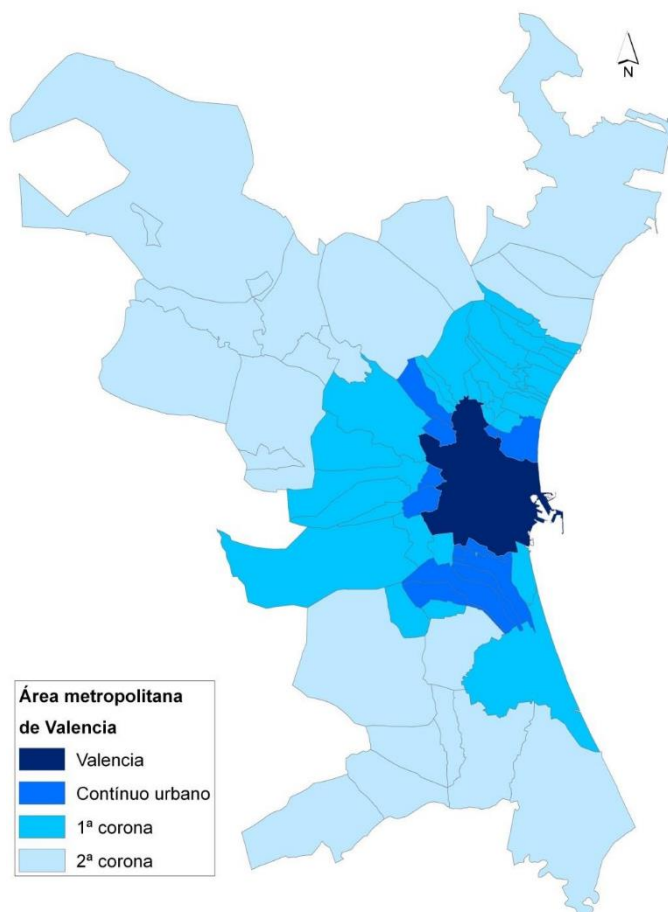 N
Área metropolitana
de Valencia
Valencia
Contínuo urbano
1ª corona
2ª corona